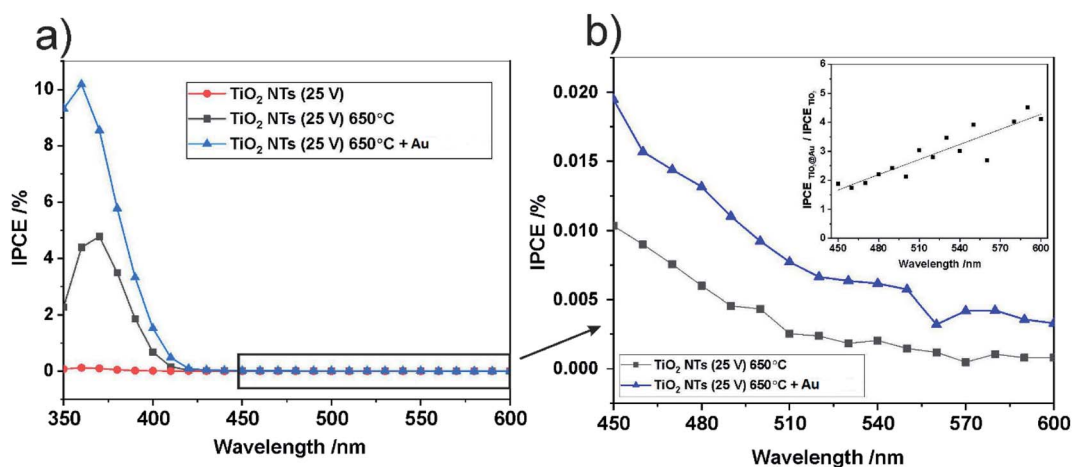 a)
IPCE /%
10
8
6
4
2
0
TiO₂ NTs (25 V)
TiO₂ NTs (25 V) 650°C
TiO₂ NTs (25 V) 650°C + Au
350 400 450 500 550 600
Wavelength /nm
b)
IPCE /%
0.020
0.015
0.010
0.005
0.000
TiO₂ NTs (25 V) 650°C
TiO₂ NTs (25 V) 650°C + Au
450 480 510 540 570 600
Wavelength /nm
IPCE TiO₂@Au / IPCE TiO₂
6
5
4
3
2
1
0
450 480 510 540 570 600
Wavelength /nm